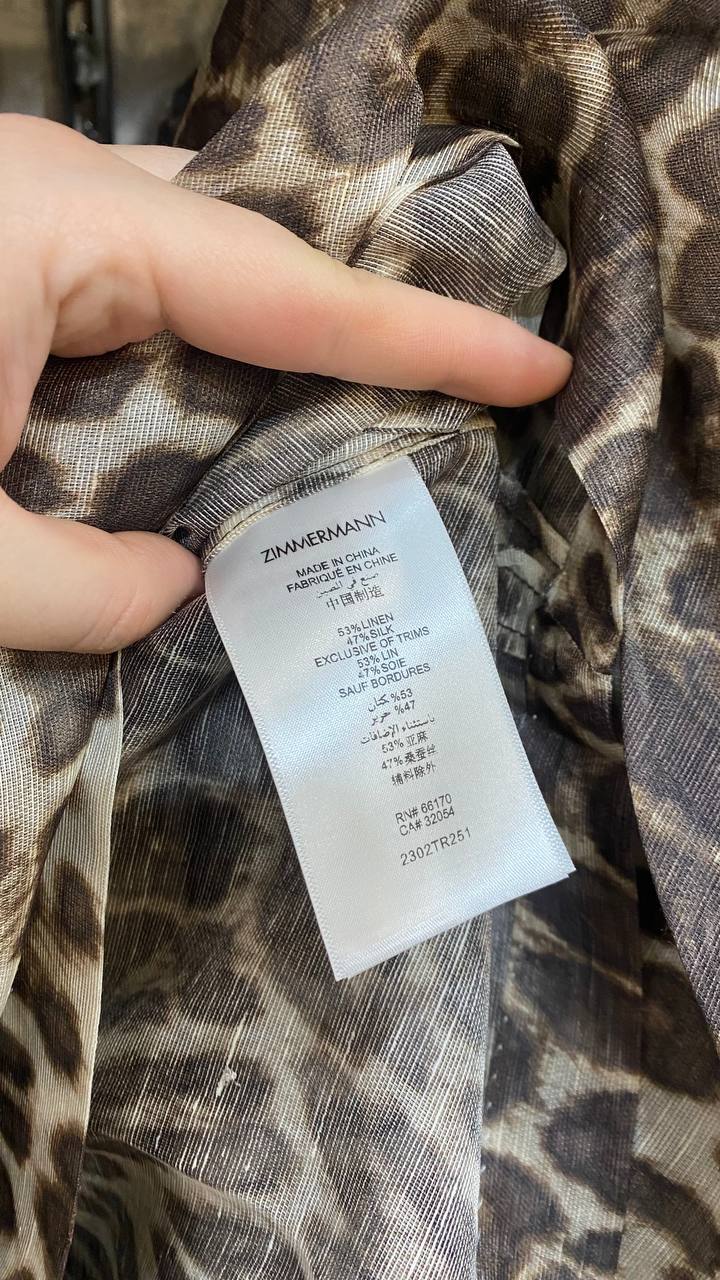 ZIMMERMANN
MADE IN CHINA
FABRIQUÉ EN CHINE
صنع في الصين
中国制造
53%LINEN
47%SILK
EXCLUSIVE OF TRIMS
53%LIN
47%SOIE
SAUF BORDURES
53% كتان
47% حرير
باستثناء الإضافات
53% 亚麻
47% 桑蚕丝
辅料除外
RN# 66170
CA# 32054
2302TR251